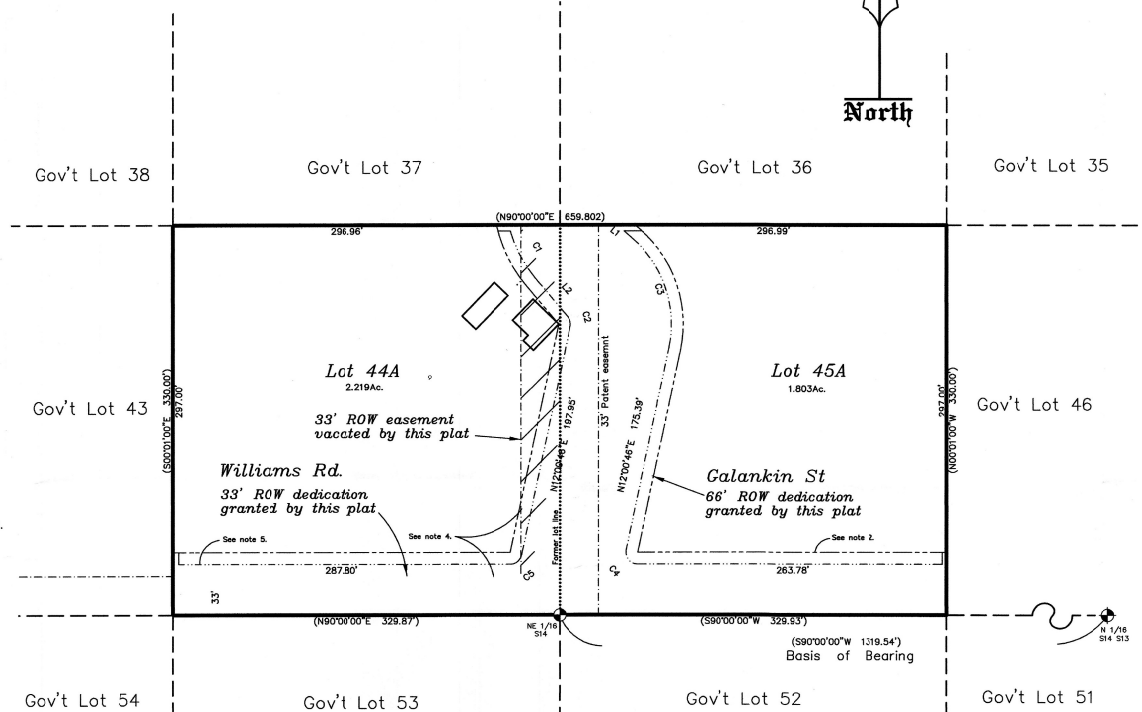 North
Gov't Lot 38
Gov't Lot 37
Gov't Lot 36
Gov't Lot 35
(N90°00'00"E 659.802)
296.96'
296.99'
C1
L1
L2
C2
C3
33' Patent easemnt
Lot 44A
2.219Ac.
Lot 45A
1.803Ac.
Gov't Lot 43
(S00°01'00"E 330.00')
297.00'
297.00'
(N00°01'00"W 330.00')
Gov't Lot 46
33' ROW easement
vaccted by this plat
N12°00'46"E 197.95'
N12°00'46"E 175.39'
Williams Rd.
33' ROW dedication
granted by this plat
Galankin St
66' ROW dedication
granted by this plat
See note 5.
See note 4.
Former lot line
See note 2.
287.80'
C5
C4
263.78'
33'
(N90°00'00"E 329.87')
NE 1/16
S14
(S90°00'00"W 329.93')
(S90°00'00"W 1319.54')
Basis of Bearing
N 1/16
S14 S13
Gov't Lot 54
Gov't Lot 53
Gov't Lot 52
Gov't Lot 51